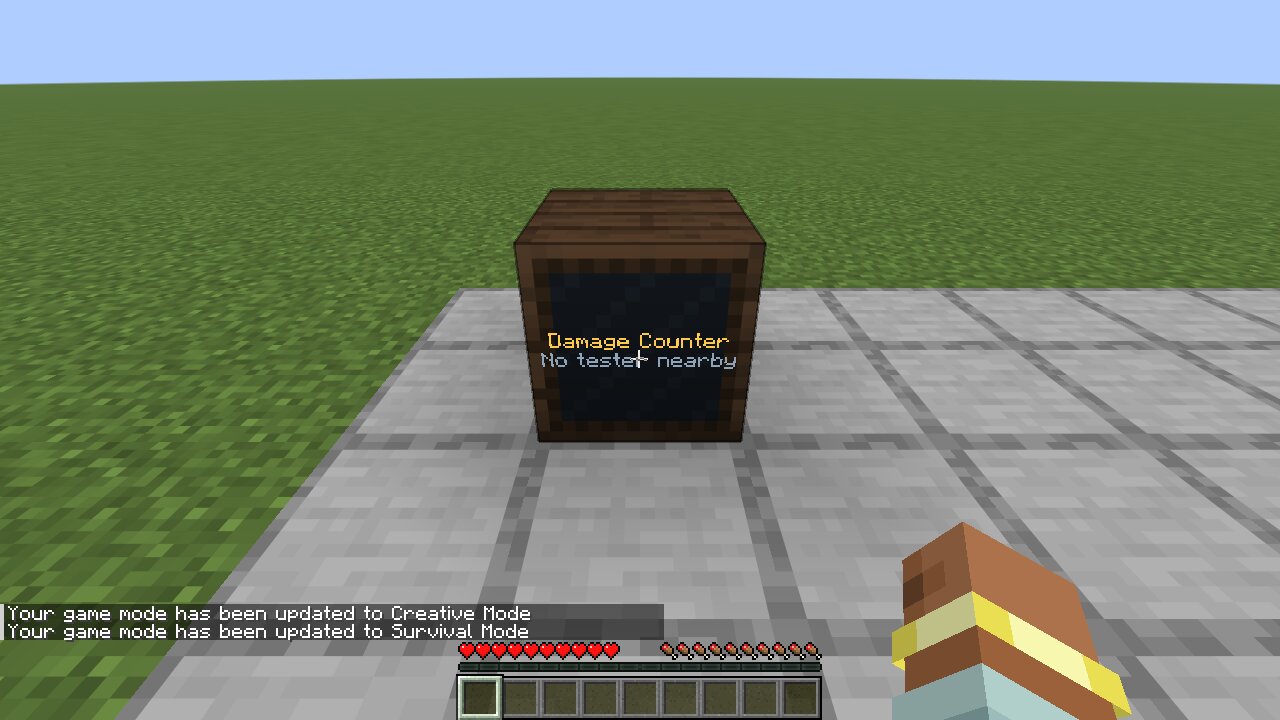 Damage Counter
No tester nearby
Your game mode has been updated to Creative Mode
Your game mode has been updated to Survival Mode